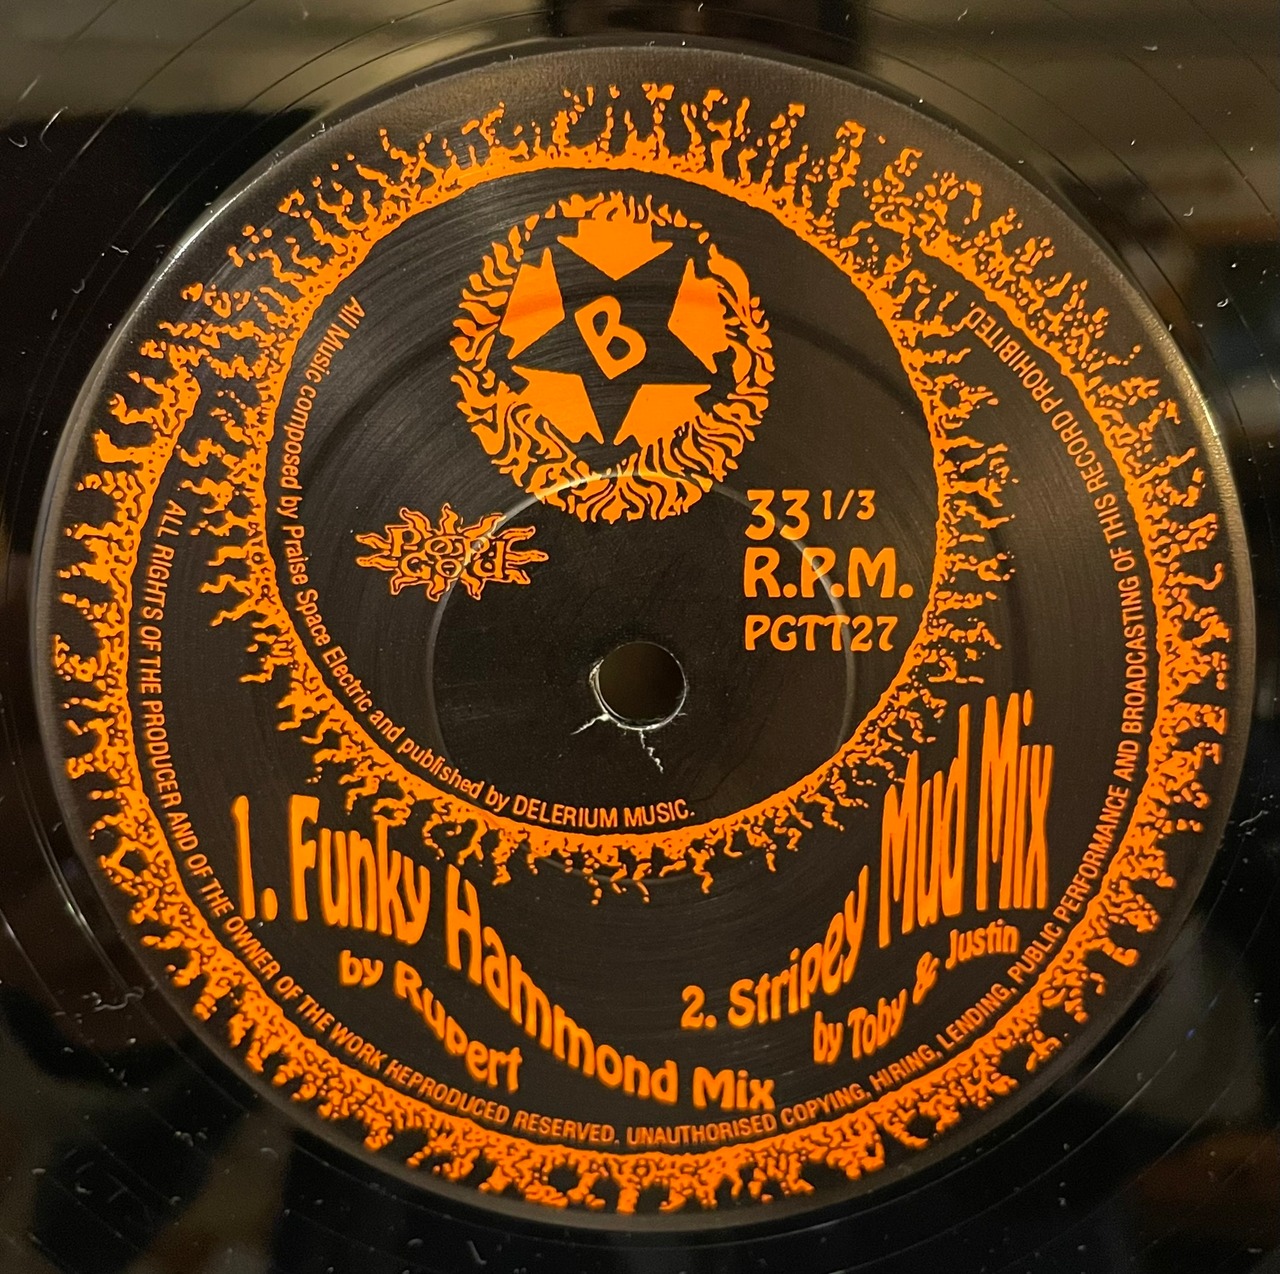 B
Poop
Gold
33 1/3
R.P.M.
PGTT27
All Music composed by Praise Space Electric and published by DELERIUM MUSIC.
1. Funky Hammond Mix
by Rupert
2. Stripey Mud Mix
by Toby & Justin
ALL RIGHTS OF THE PRODUCER AND OF THE OWNER OF THE WORK REPRODUCED RESERVED. UNAUTHORISED COPYING, HIRING, LENDING, PUBLIC PERFORMANCE AND BROADCASTING OF THIS RECORD PROHIBITED